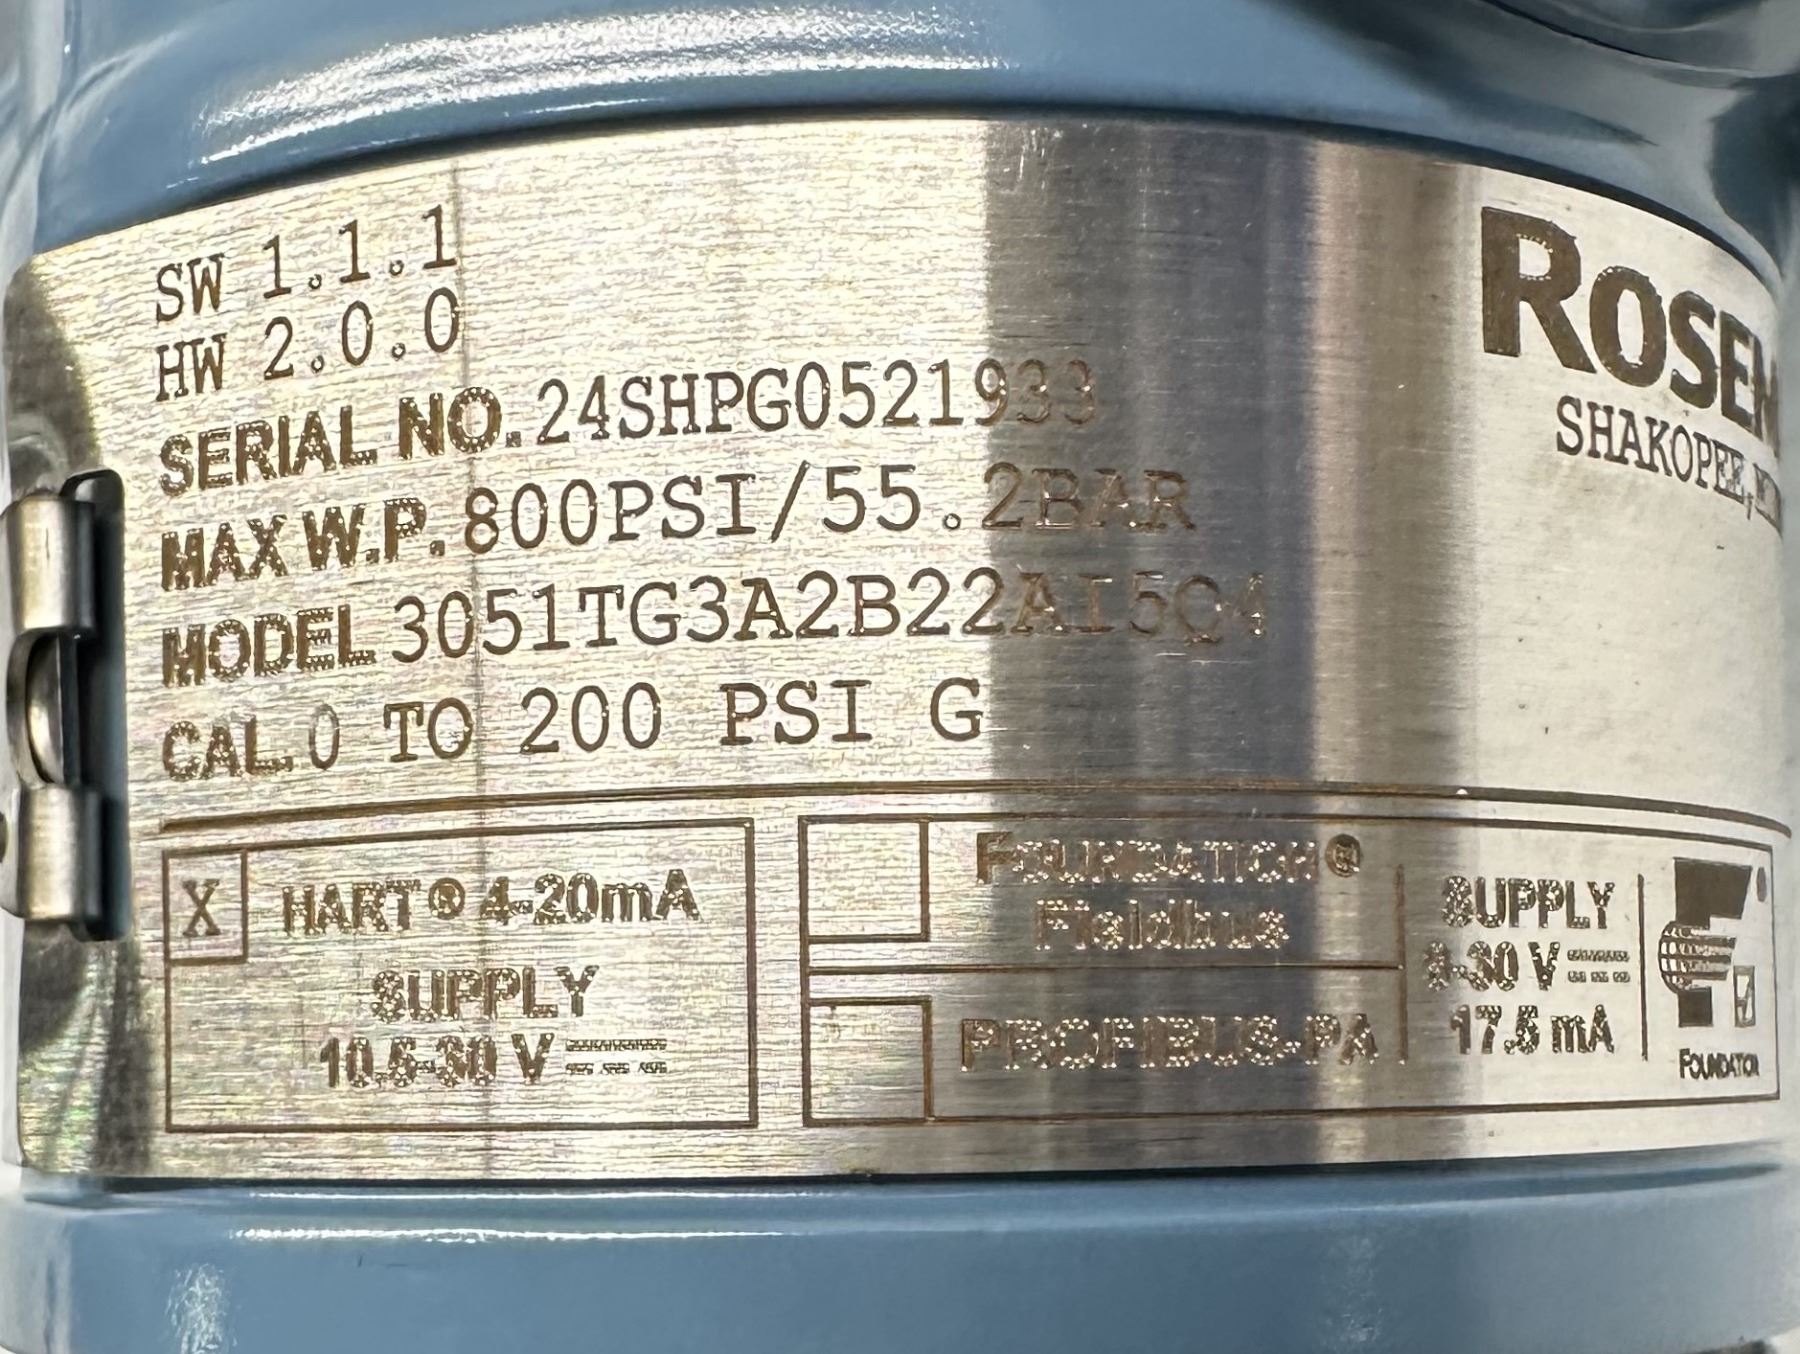 SW 1.1.1
HW 2.0.0
SERIAL NO. 24SHPG0521933
MAX W.P. 800PSI/55.2BAR
MODEL 3051TG3A2B22AI5Q4
CAL. 0 TO 200 PSI G
ROSEM
SHAKOPEE,
X HART® 4-20mA
SUPPLY
10.5-30 V
FOUNDATION®
Fieldbus
PROFIBUS-PA
SUPPLY
9-30 V
17.5 mA
FOUNDATION